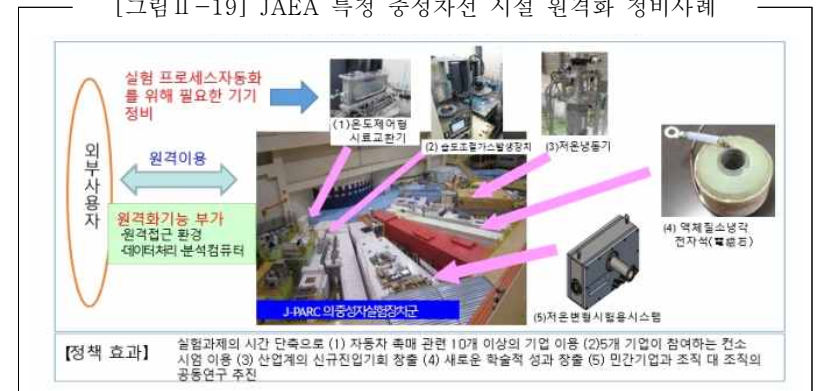 [그림Ⅱ-19] JAEA 특정 중성자선 시설 원격화 정비사례
실험 프로세스자동화
를 위해 필요한 기기
정비
외부사용자
원격이용
원격화기능 부가
-원격접근 환경
-데이터처리·분석컴퓨터
(1)온도제어형
시료교환기
(2) 습도조절가스발생장치
(3)저온냉동기
(4) 액체질소냉각
전자석(電磁石)
(5)저온변형시험용시스템
J-PARC 의 중성자실험장치군
【정책 효과】 실험과제의 시간 단축으로 (1) 자동차 촉매 관련 10개 이상의 기업 이용 (2)5개 기업이 참여하는 컨소
시엄 이용 (3) 산업계의 신규진입기회 창출 (4) 새로운 학술적 성과 창출 (5) 민간기업과 조직 대 조직의
공동연구 추진